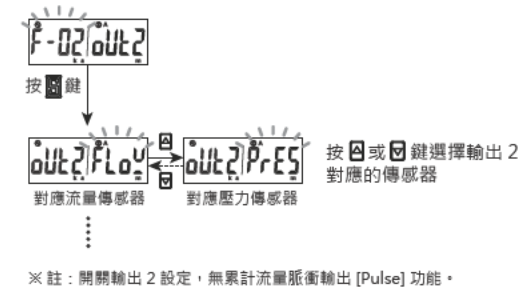 F-02 oUt2
按 鍵
oUt2 FLoW
oUt2 PrES
對應流量傳感器
對應壓力傳感器
按 或 鍵選擇輸出 2
對應的傳感器
※ 註：開關輸出 2 設定，無累計流量脈衝輸出 [Pulse] 功能。